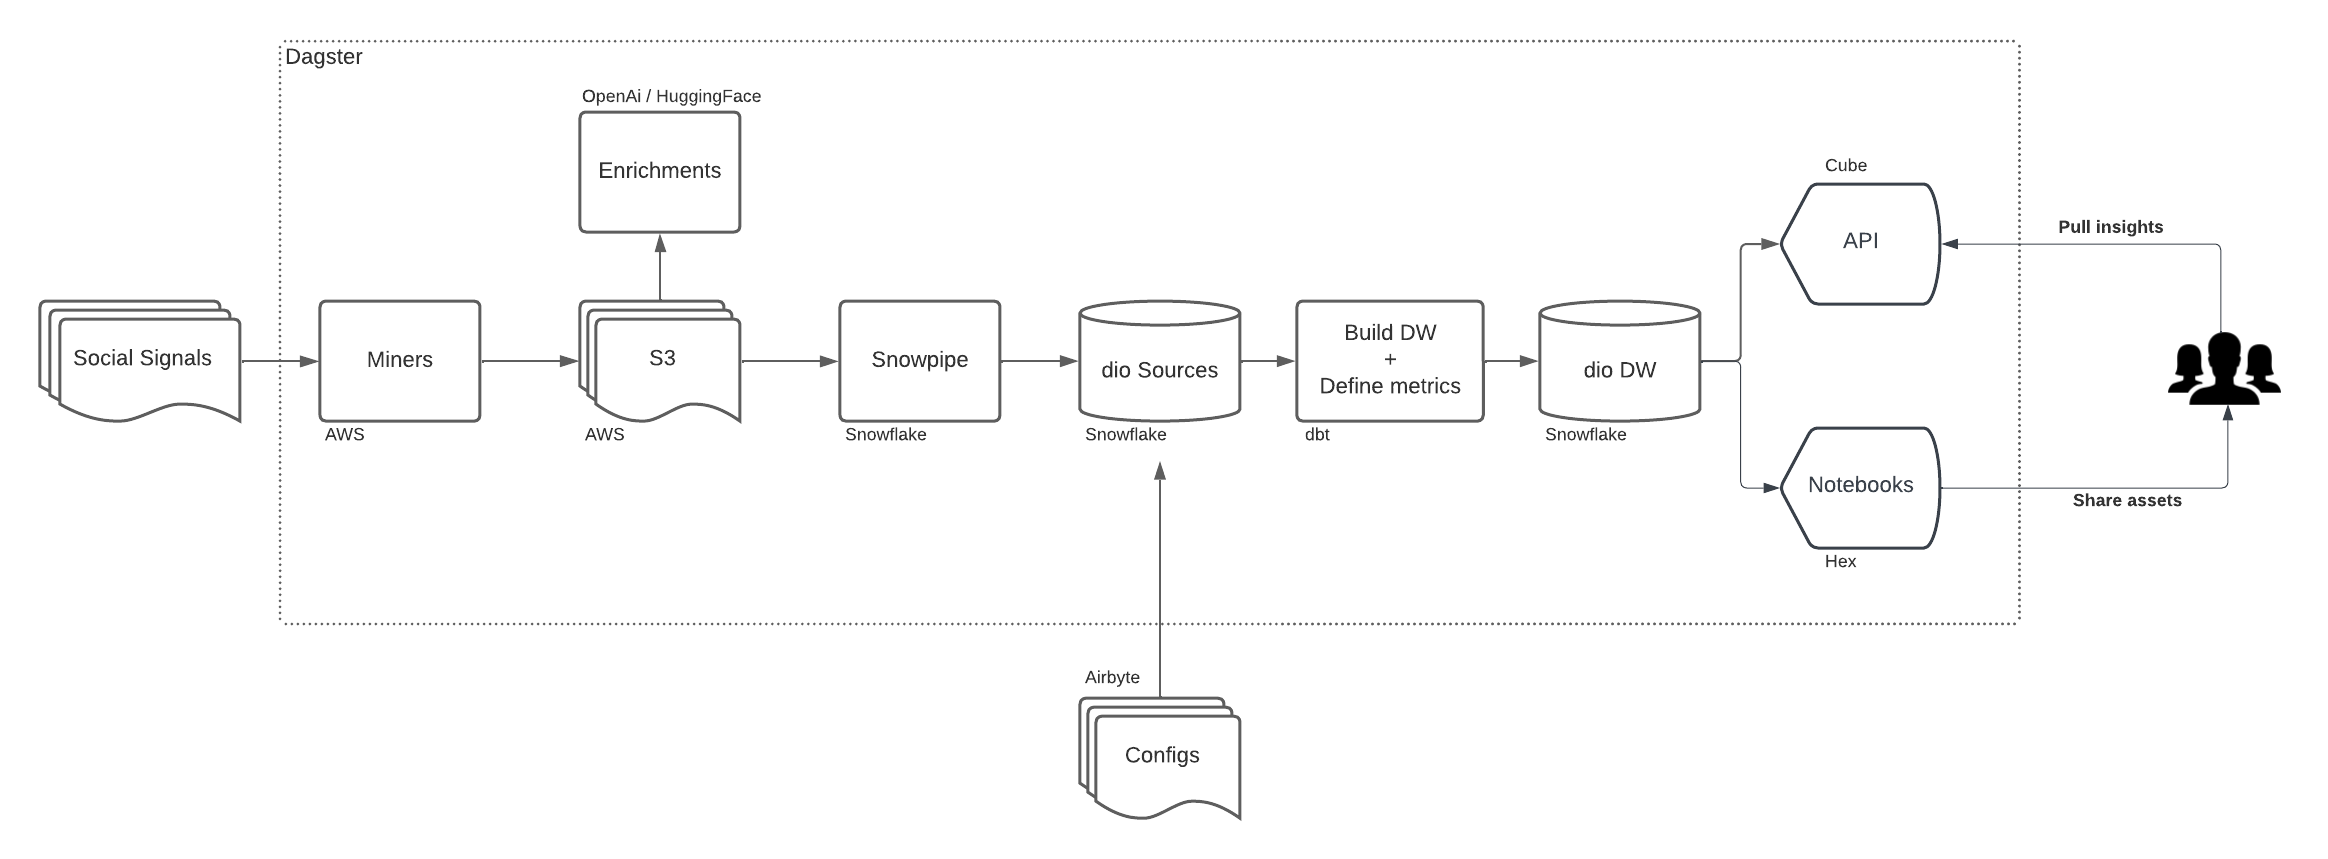 Dagster
OpenAi / HuggingFace
Enrichments
Cube
API
Pull insights
Social Signals
Miners
AWS
S3
AWS
Snowpipe
Snowflake
dio Sources
Snowflake
Build DW
+
Define metrics
dbt
dio DW
Snowflake
Notebooks
Hex
Share assets
Airbyte
Configs